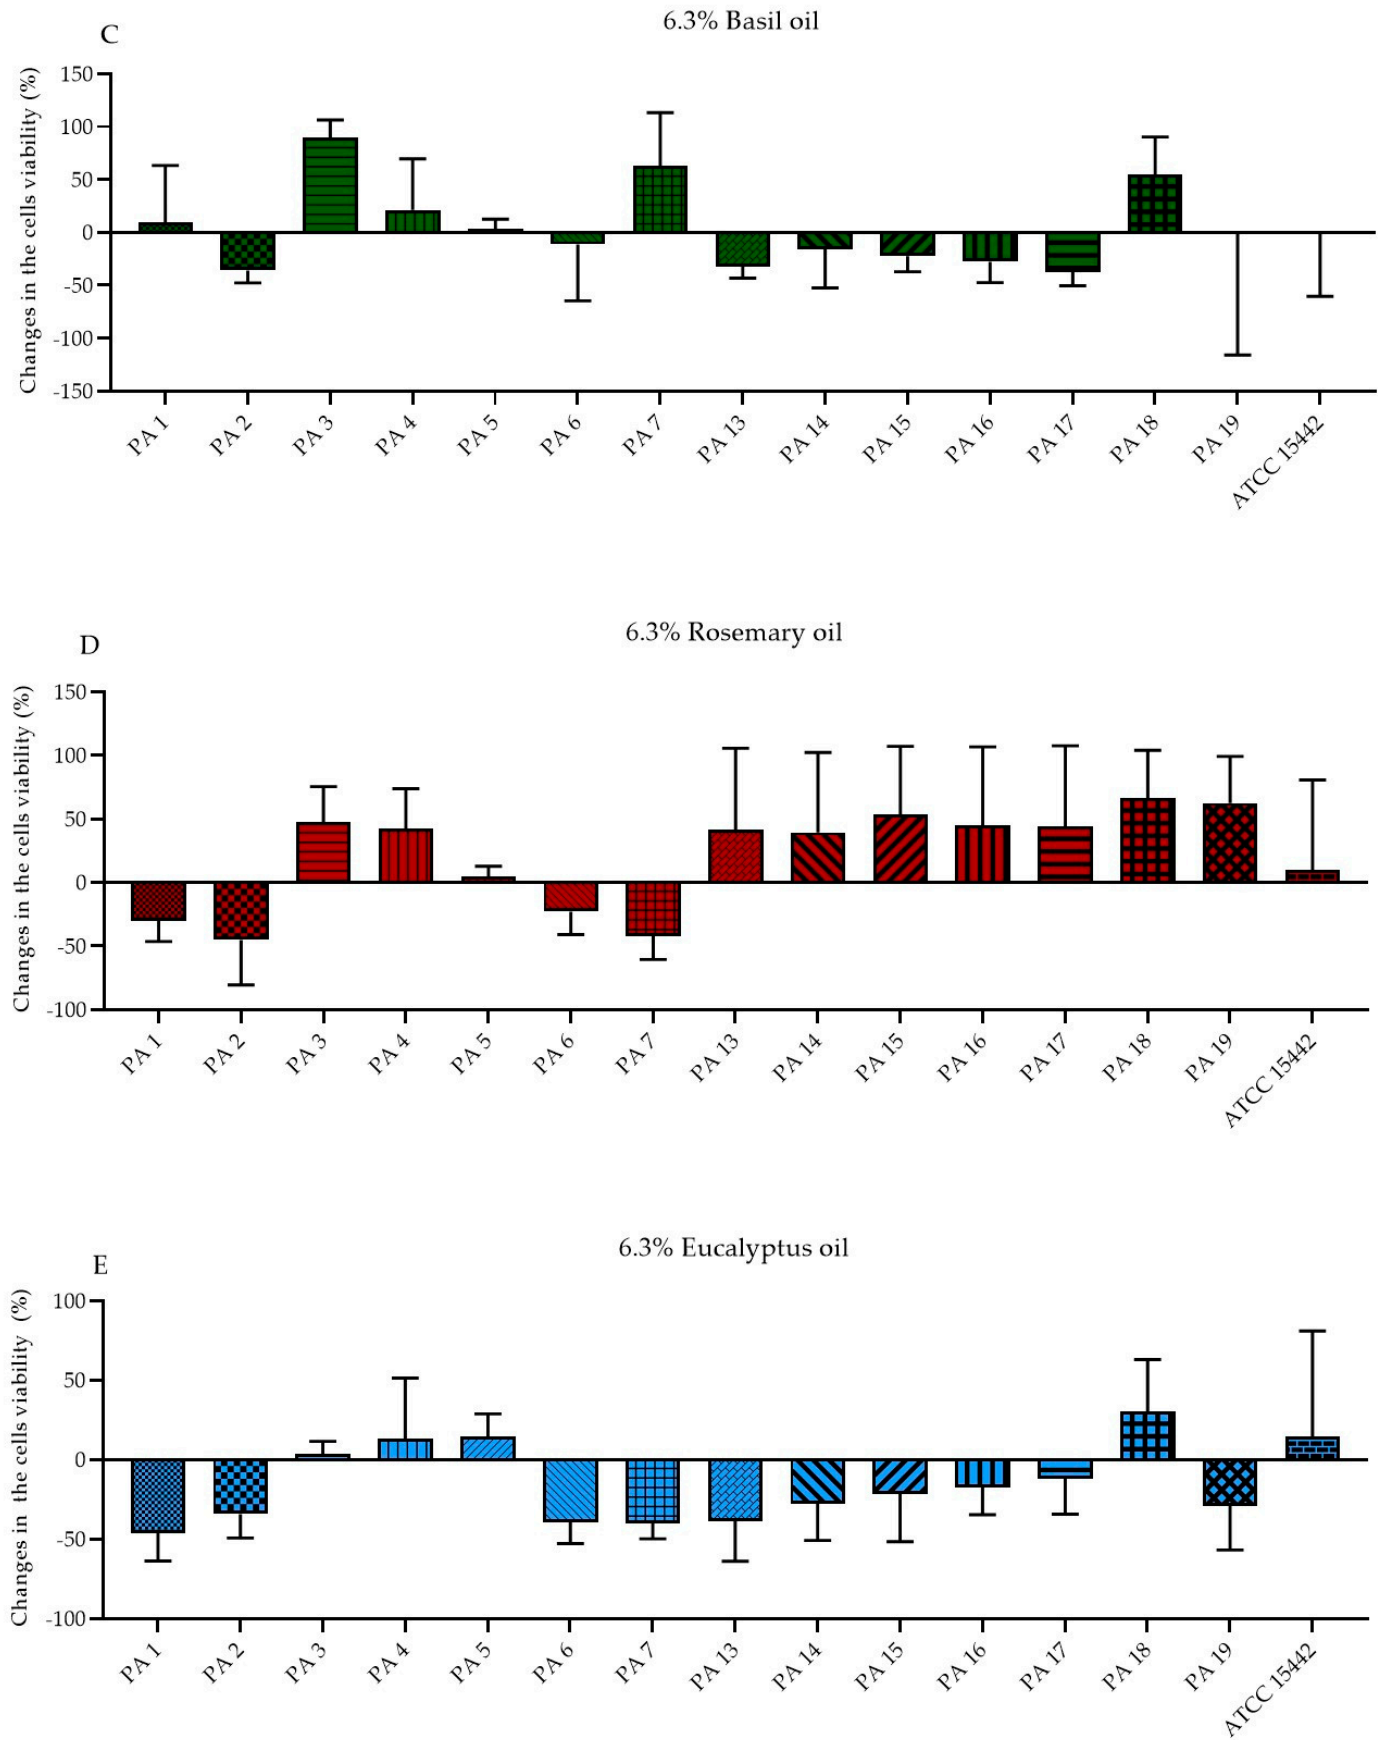 C
6.3% Basil oil
Changes in the cells viability (%)
150
100
50
0
-50
-100
-150
PA 1
PA 2
PA 3
PA 4
PA 5
PA 6
PA 7
PA 13
PA 14
PA 15
PA 16
PA 17
PA 18
PA 19
ATCC 15442
D
6.3% Rosemary oil
Changes in the cells viability (%)
150
100
50
0
-50
-100
PA 1
PA 2
PA 3
PA 4
PA 5
PA 6
PA 7
PA 13
PA 14
PA 15
PA 16
PA 17
PA 18
PA 19
ATCC 15442
E
6.3% Eucalyptus oil
Changes in the cells viability (%)
100
50
0
-50
-100
PA 1
PA 2
PA 3
PA 4
PA 5
PA 6
PA 7
PA 13
PA 14
PA 15
PA 16
PA 17
PA 18
PA 19
ATCC 15442